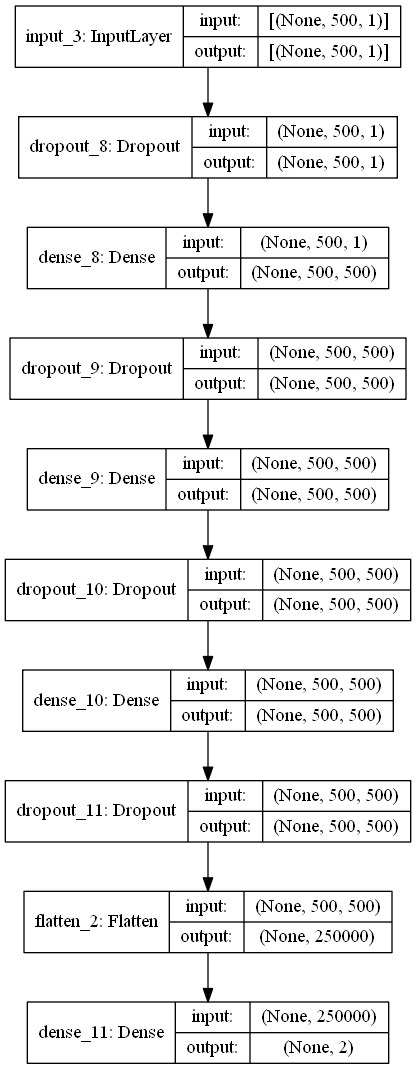 input_3: InputLayer
input: [(None, 500, 1)]
output: [(None, 500, 1)]
dropout_8: Dropout
input: (None, 500, 1)
output: (None, 500, 1)
dense_8: Dense
input: (None, 500, 1)
output: (None, 500, 500)
dropout_9: Dropout
input: (None, 500, 500)
output: (None, 500, 500)
dense_9: Dense
input: (None, 500, 500)
output: (None, 500, 500)
dropout_10: Dropout
input: (None, 500, 500)
output: (None, 500, 500)
dense_10: Dense
input: (None, 500, 500)
output: (None, 500, 500)
dropout_11: Dropout
input: (None, 500, 500)
output: (None, 500, 500)
flatten_2: Flatten
input: (None, 500, 500)
output: (None, 250000)
dense_11: Dense
input: (None, 250000)
output: (None, 2)